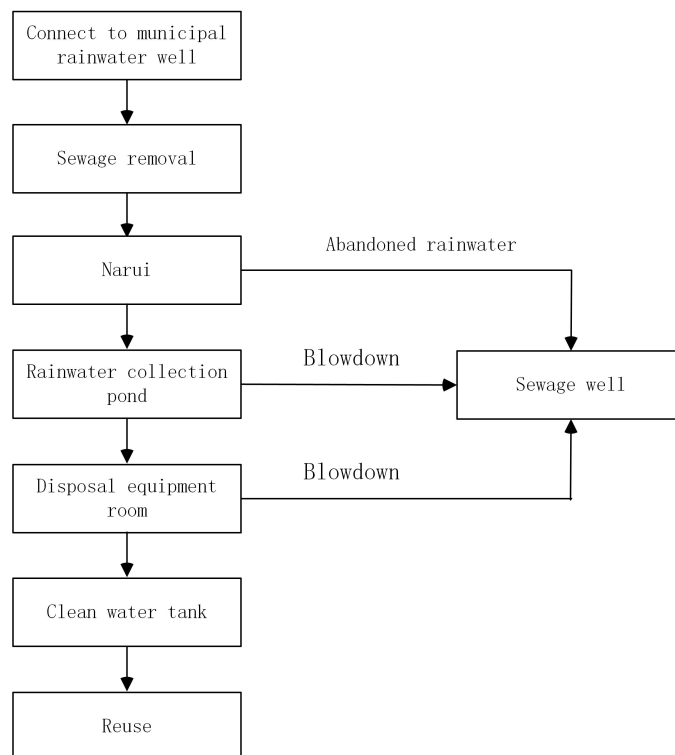 Connect to municipal
rainwater well
Sewage removal
Narui
Abandoned rainwater
Rainwater collection
pond
Blowdown
Sewage well
Disposal equipment
room
Blowdown
Clean water tank
Reuse